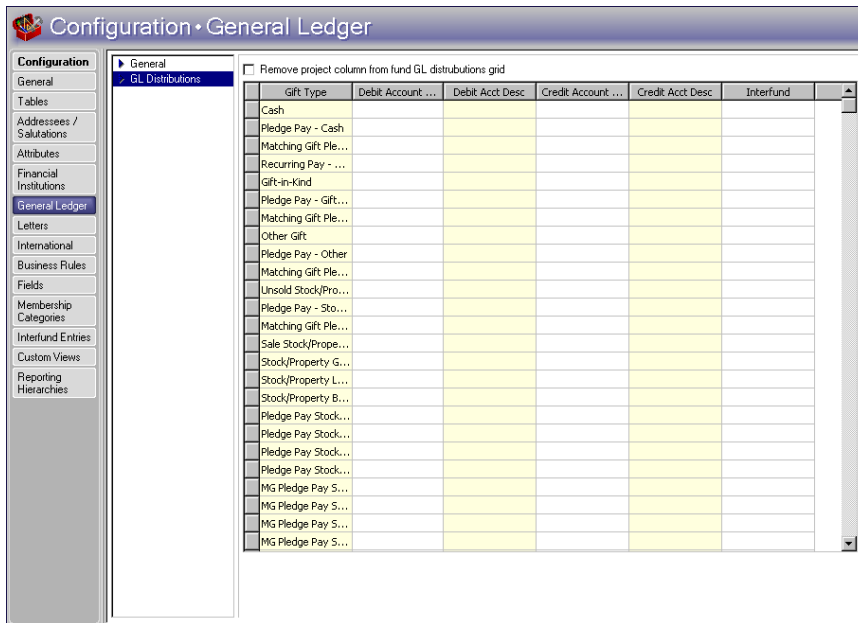 Configuration • General Ledger
Configuration
General
Tables
Addressees /
Salutations
Attributes
Financial
Institutions
General Ledger
Letters
International
Business Rules
Fields
Membership
Categories
Interfund Entries
Custom Views
Reporting
Hierarchies
General
GL Distributions
Remove project column from fund GL distrubutions grid
Gift Type Debit Account ... Debit Acct Desc Credit Account ... Credit Acct Desc Interfund
Cash
Pledge Pay - Cash
Matching Gift Ple...
Recurring Pay - ...
Gift-in-Kind
Pledge Pay - Gift...
Matching Gift Ple...
Other Gift
Pledge Pay - Other
Matching Gift Ple...
Unsold Stock/Pro...
Pledge Pay - Sto...
Matching Gift Ple...
Sale Stock/Prope...
Stock/Property G...
Stock/Property L...
Stock/Property B...
Pledge Pay Stock...
Pledge Pay Stock...
Pledge Pay Stock...
Pledge Pay Stock...
MG Pledge Pay S...
MG Pledge Pay S...
MG Pledge Pay S...
MG Pledge Pay S...